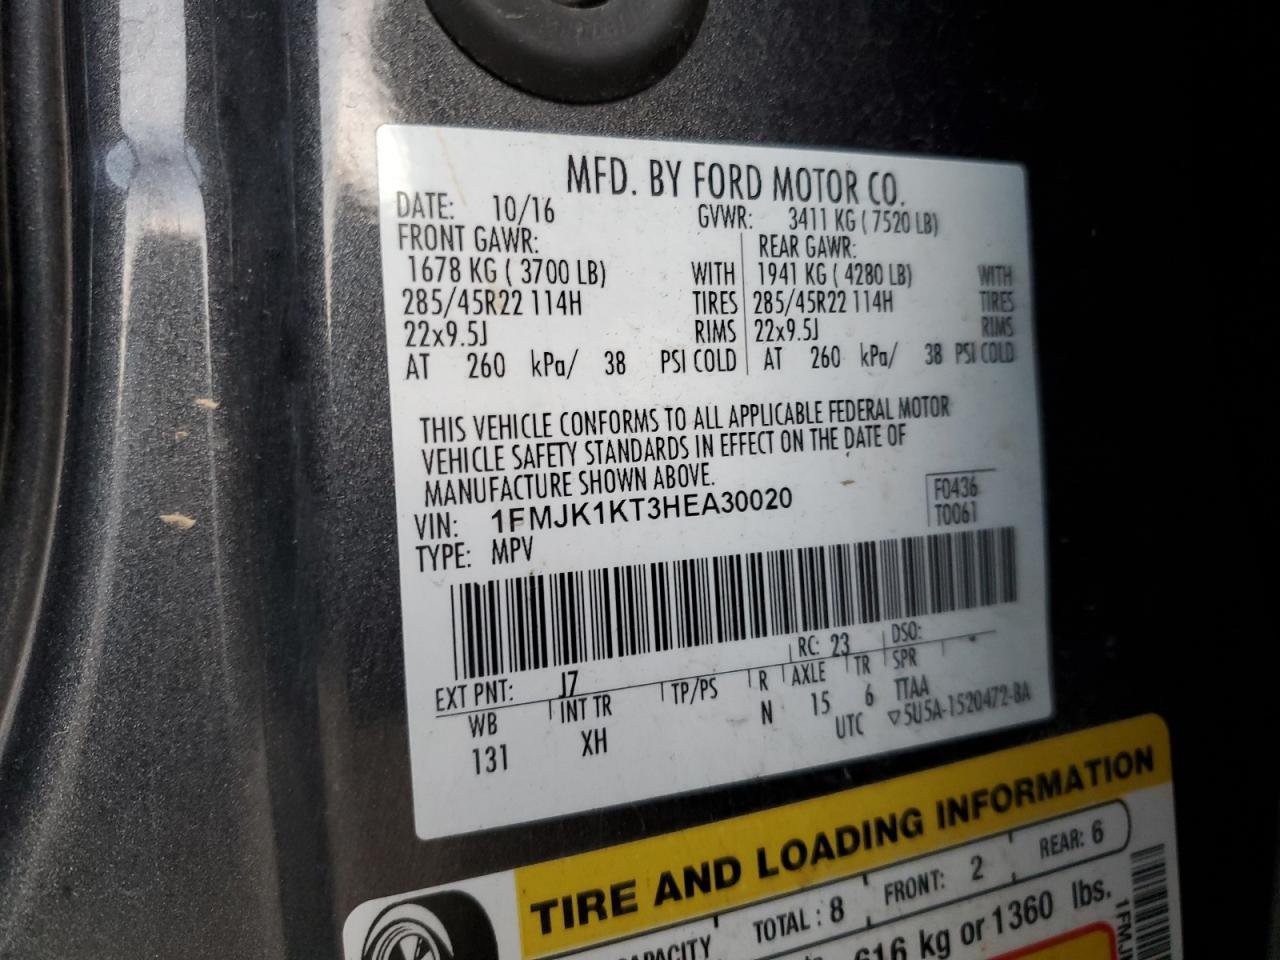 MFD. BY FORD MOTOR CO.
DATE: 10/16 GVWR: 3411 KG ( 7520 LB)
FRONT GAWR: REAR GAWR:
1678 KG ( 3700 LB) WITH 1941 KG ( 4280 LB) WITH
285/45R22 114H TIRES 285/45R22 114H TIRES
22x9.5J RIMS 22x9.5J RIMS
AT 260 kPa/ 38 PSI COLD AT 260 kPa/ 38 PSI COLD
THIS VEHICLE CONFORMS TO ALL APPLICABLE FEDERAL MOTOR
VEHICLE SAFETY STANDARDS IN EFFECT ON THE DATE OF
MANUFACTURE SHOWN ABOVE.
VIN: 1FMJK1KT3HEA30020 F0436
TYPE: MPV T0061
EXT PNT: J7 RC: 23 DSO:
WB INT TR TP/PS R AXLE TR SPR
131 XH N 15 6 TTAA
UTC ▽5U5A-1520472-BA
TIRE AND LOADING INFORMATION
TOTAL : 8 FRONT: 2 REAR: 6
616 kg or 1360 lbs.